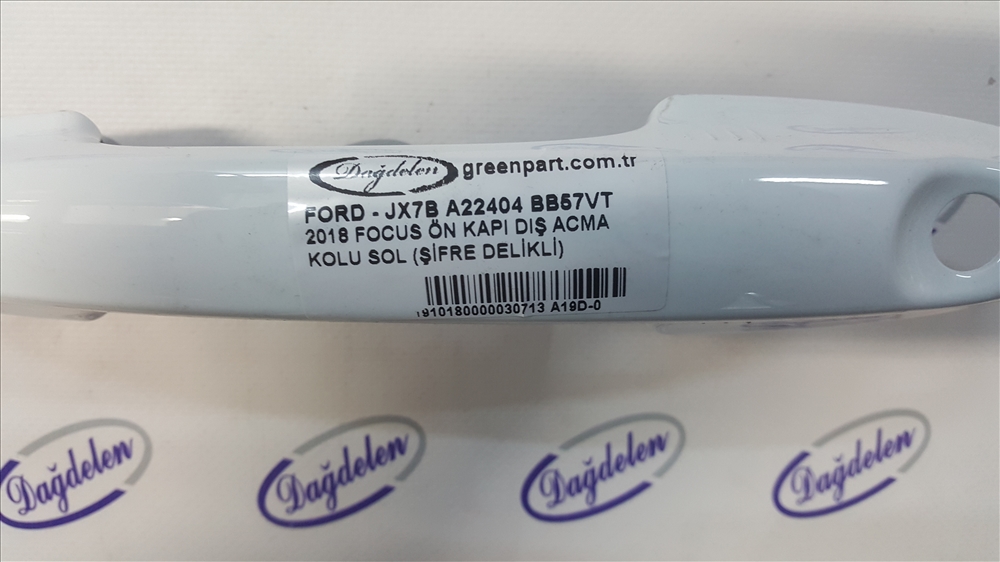 Dağdelen greenpart.com.tr
FORD - JX7B A22404 BB57VT
2018 FOCUS ÖN KAPI DIŞ ACMA
KOLU SOL (ŞİFRE DELİKLİ)
1910180000030713 A19D-0
Dağdelen Dağdelen Dağdelen Dağdelen